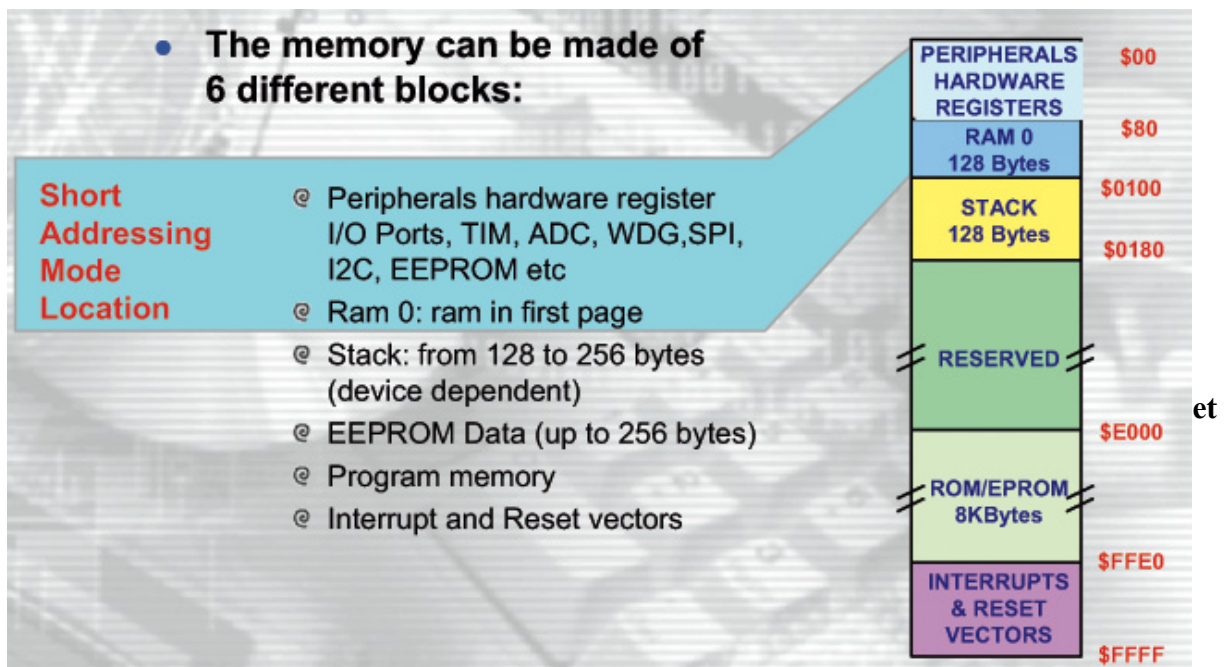 • The memory can be made of
6 different blocks:
Short
Addressing
Mode
Location
Peripherals hardware register
I/O Ports, TIM, ADC, WDG,SPI,
I2C, EEPROM etc
Ram 0: ram in first page
Stack: from 128 to 256 bytes
(device dependent)
EEPROM Data (up to 256 bytes)
Program memory
Interrupt and Reset vectors
PERIPHERALS
HARDWARE
REGISTERS
RAM 0
128 Bytes
STACK
128 Bytes
RESERVED
ROM/EPROM
8KBytes
INTERRUPTS
& RESET
VECTORS
$00
$80
$0100
$0180
$E000
$FFE0
$FFFF
et